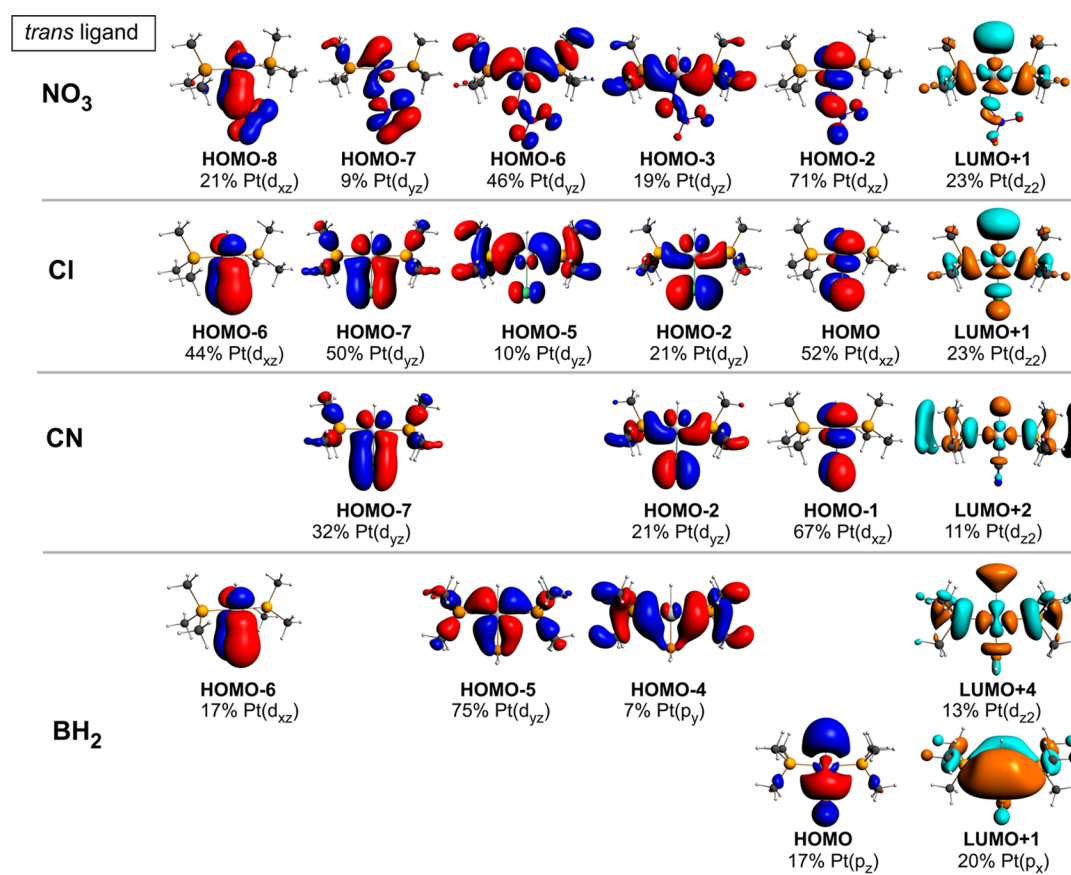 trans ligand
NO3
HOMO-8 HOMO-7 HOMO-6 HOMO-3 HOMO-2 LUMO+1
21% Pt(dxz) 9% Pt(dyz) 46% Pt(dyz) 19% Pt(dyz) 71% Pt(dxz) 23% Pt(dz2)
Cl
HOMO-6 HOMO-7 HOMO-5 HOMO-2 HOMO LUMO+1
44% Pt(dxz) 50% Pt(dyz) 10% Pt(dyz) 21% Pt(dyz) 52% Pt(dxz) 23% Pt(dz2)
CN
HOMO-7 HOMO-2 HOMO-1 LUMO+2
32% Pt(dyz) 21% Pt(dyz) 67% Pt(dxz) 11% Pt(dz2)
BH2
HOMO-6 HOMO-5 HOMO-4 LUMO+4
17% Pt(dxz) 75% Pt(dyz) 7% Pt(py) 13% Pt(dz2)
HOMO LUMO+1
17% Pt(pz) 20% Pt(px)